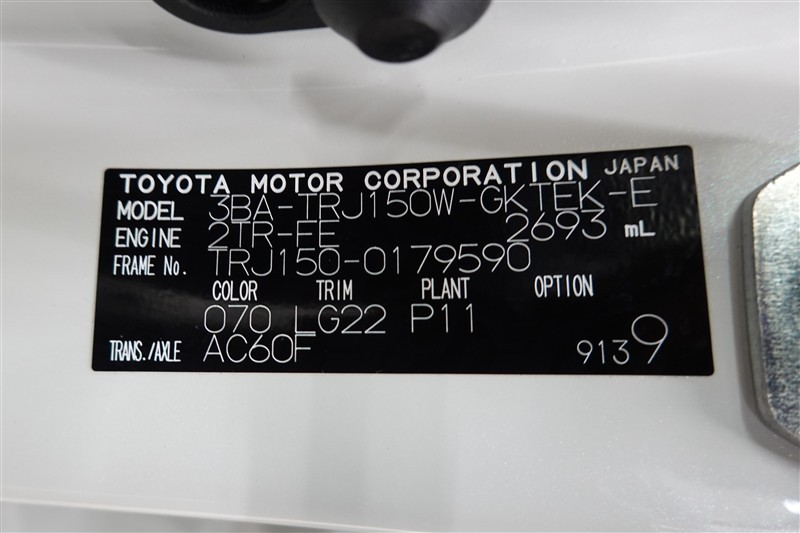 TOYOTA MOTOR CORPORATION JAPAN
MODEL 3BA-TRJ150W-GKTEK-E
ENGINE 2TR-FE 2693 mL
FRAME No. TRJ150-0179590
COLOR TRIM PLANT OPTION
070 LG22 P11
TRANS./AXLE AC60F 9139